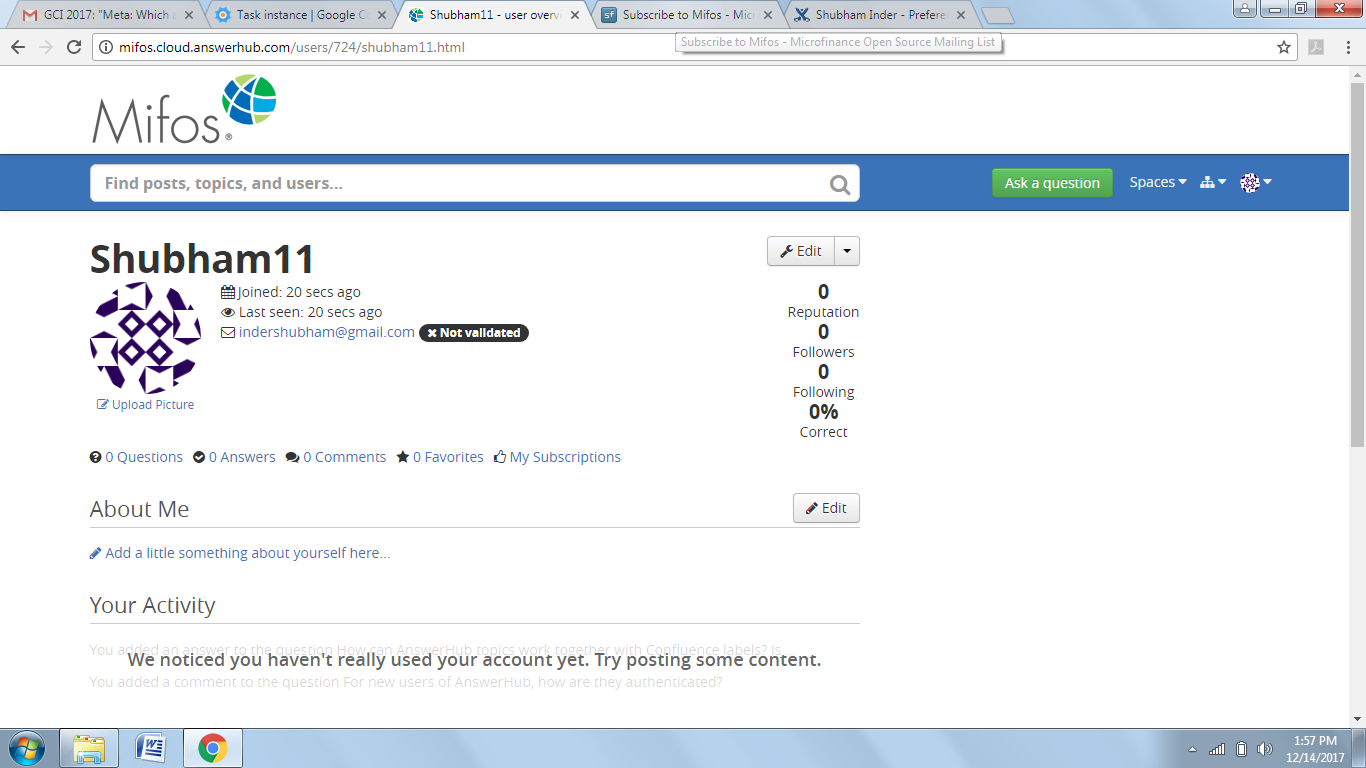 GCI 2017: "Meta: Which
Task instance | Google C
Shubham11 - user overv
Subscribe to Mifos - Mic
Shubham Inder - Prefere
mifos.cloud.answerhub.com/users/724/shubham11.html
Subscribe to Mifos - Microfinance Open Source Mailing List
Mifos®
Find posts, topics, and users...
Ask a question
Spaces
Shubham11
Edit
Joined: 20 secs ago
Last seen: 20 secs ago
indershubham@gmail.com Not validated
Upload Picture
0
Reputation
0
Followers
0
Following
0%
Correct
0 Questions 0 Answers 0 Comments 0 Favorites My Subscriptions
About Me
Edit
Add a little something about yourself here...
Your Activity
You added an answer to the question How can AnswerHub topics work together with Confluence labels? Is
We noticed you haven't really used your account yet. Try posting some content.
You added a comment to the question For new users of AnswerHub, how are they authenticated?
1:57 PM
12/14/2017